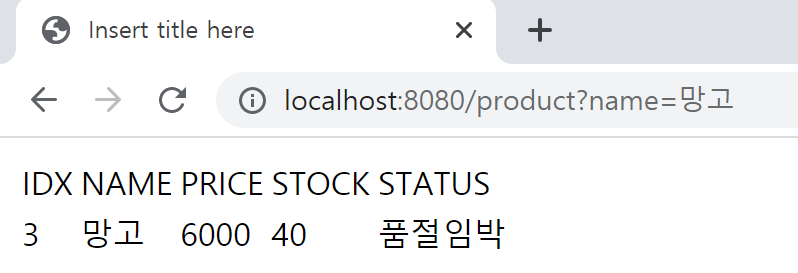 Insert title here
localhost:8080/product?name=망고
IDX NAME PRICE STOCK STATUS
3 망고 6000 40 품절임박